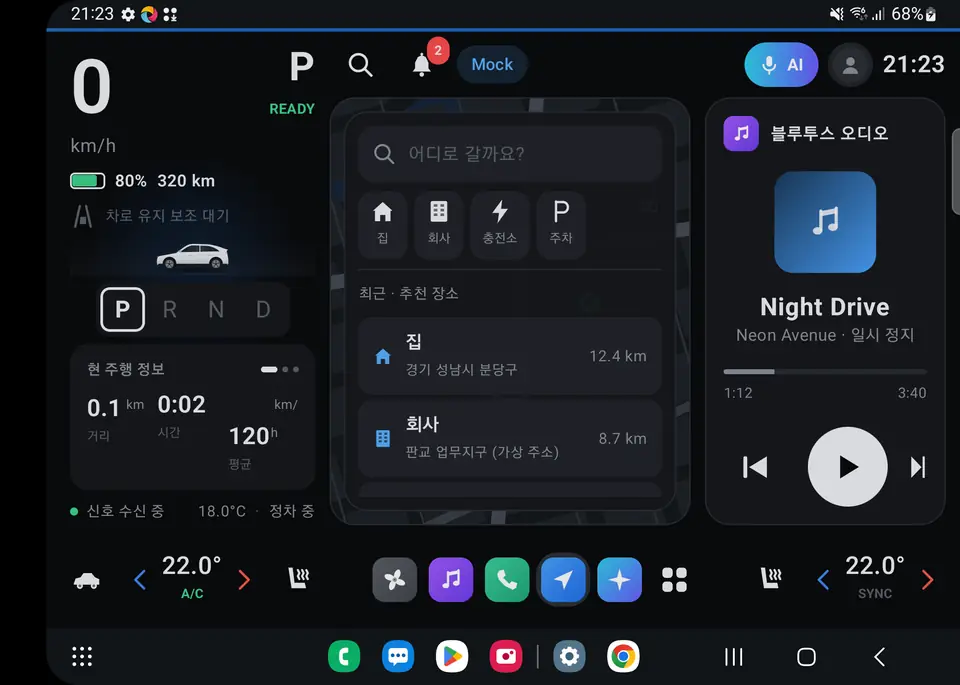 21:23
68%
0
P
READY
km/h
80% 320 km
차로 유지 보조 대기
P R N D
현 주행 정보
0.1 km
거리
0:02
시간
km/
120 h
평균
신호 수신 중
18.0°C · 정차 중
2
Mock
AI
21:23
어디로 갈까요?
집
회사
충전소
P
주차
최근 · 추천 장소
집
경기 성남시 분당구
12.4 km
회사
판교 업무지구 (가상 주소)
8.7 km
블루투스 오디오
Night Drive
Neon Avenue · 일시 정지
1:12
3:40
22.0°
A/C
22.0°
SYNC